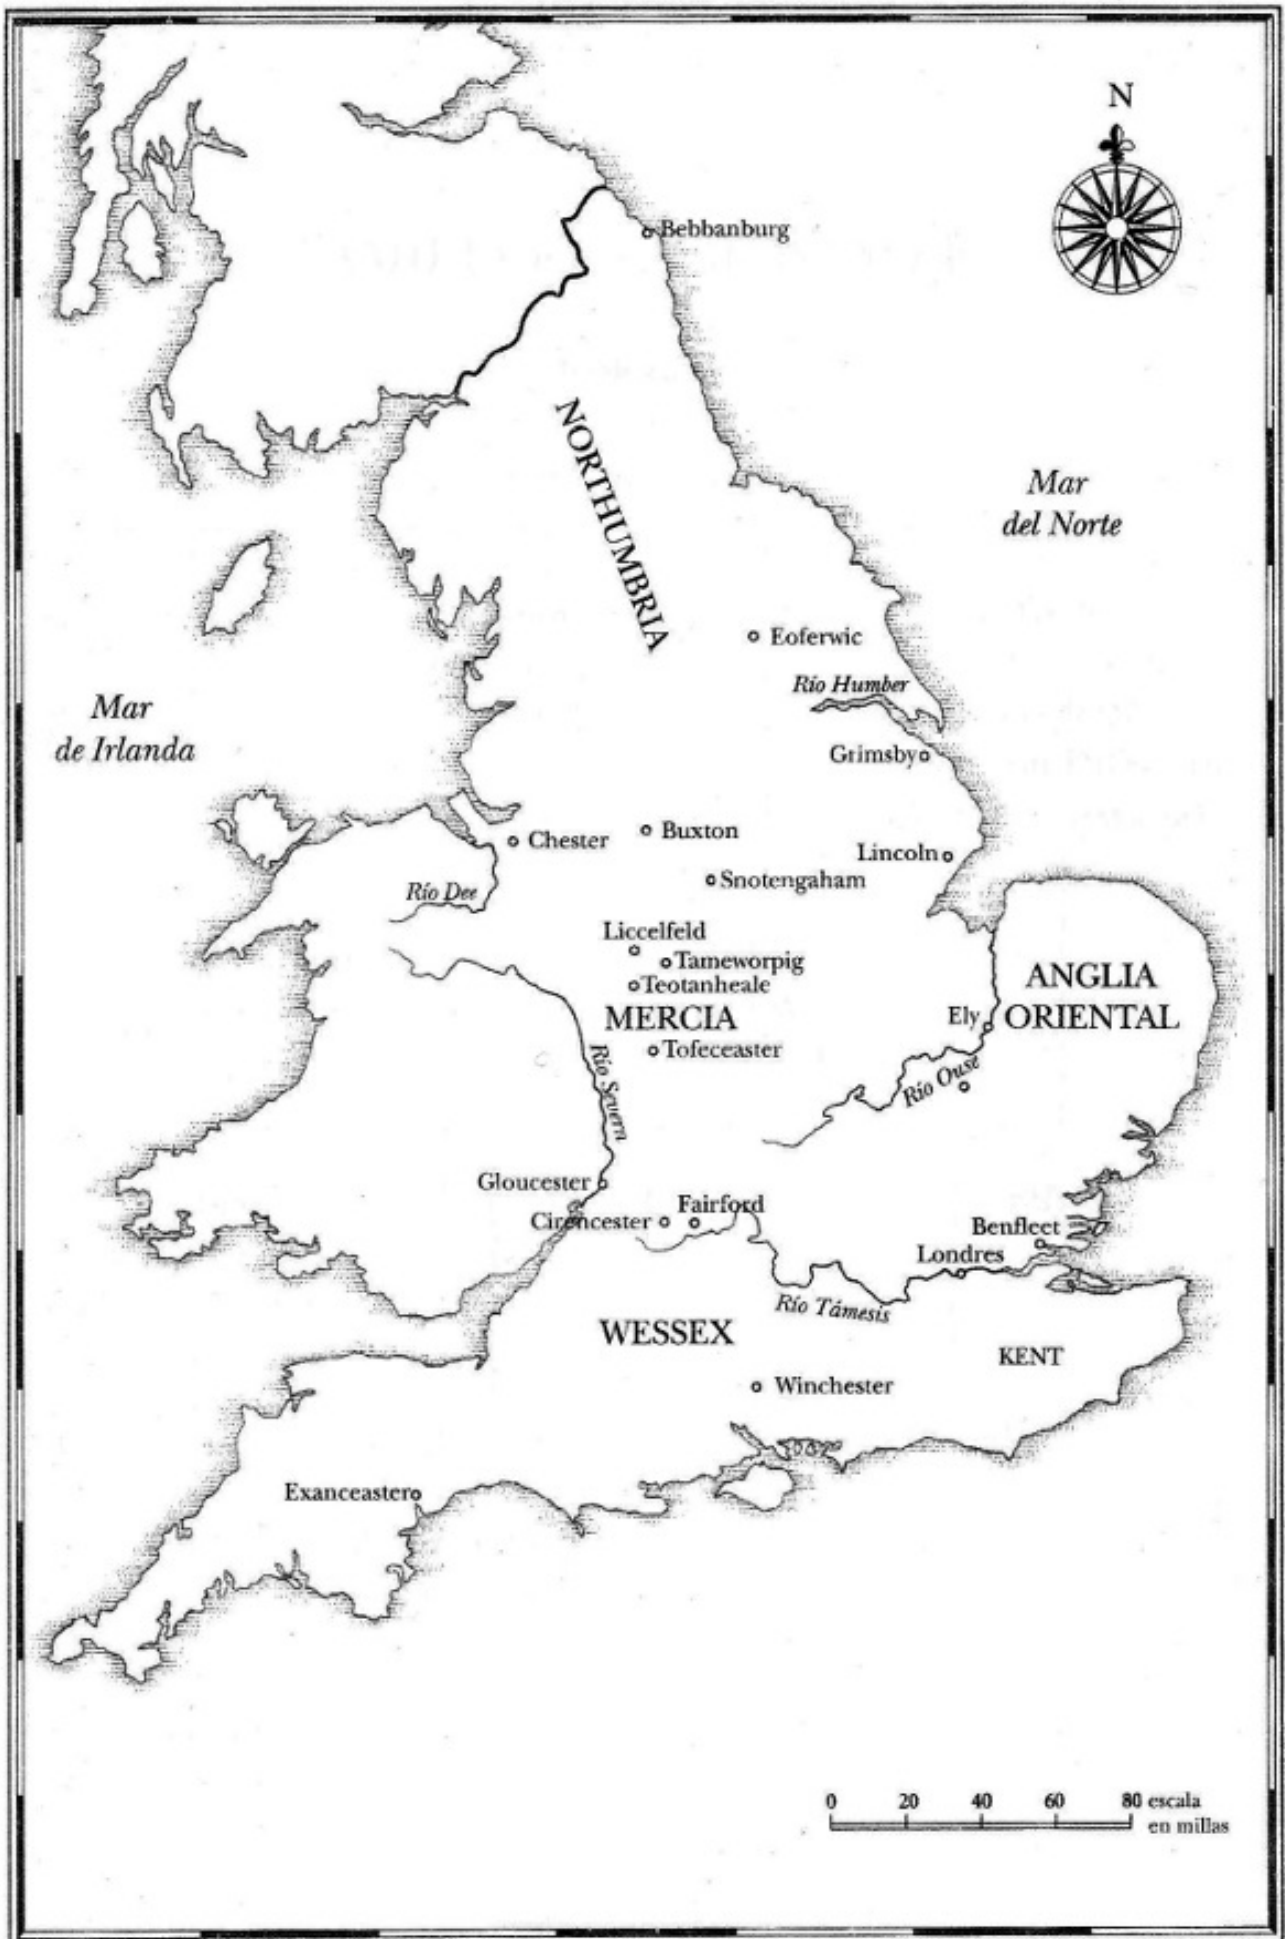 N
Bebbanburg
NORTHUMBRIA
Mar
del Norte
Eoferwic
Río Humber
Mar
de Irlanda
Grimsby
Chester
Buxton
Lincoln
Snotengaham
Río Dee
Liccelfeld
Tameworpig
Teotanheale
ANGLIA
ORIENTAL
MERCIA
Ely
Tofeceaster
Río Severn
Río Ouse
Gloucester
Fairford
Cirencester
Benfleet
Londres
Río Támesis
WESSEX
KENT
Winchester
Exanceaster
0 20 40 60 80 escala
en millas